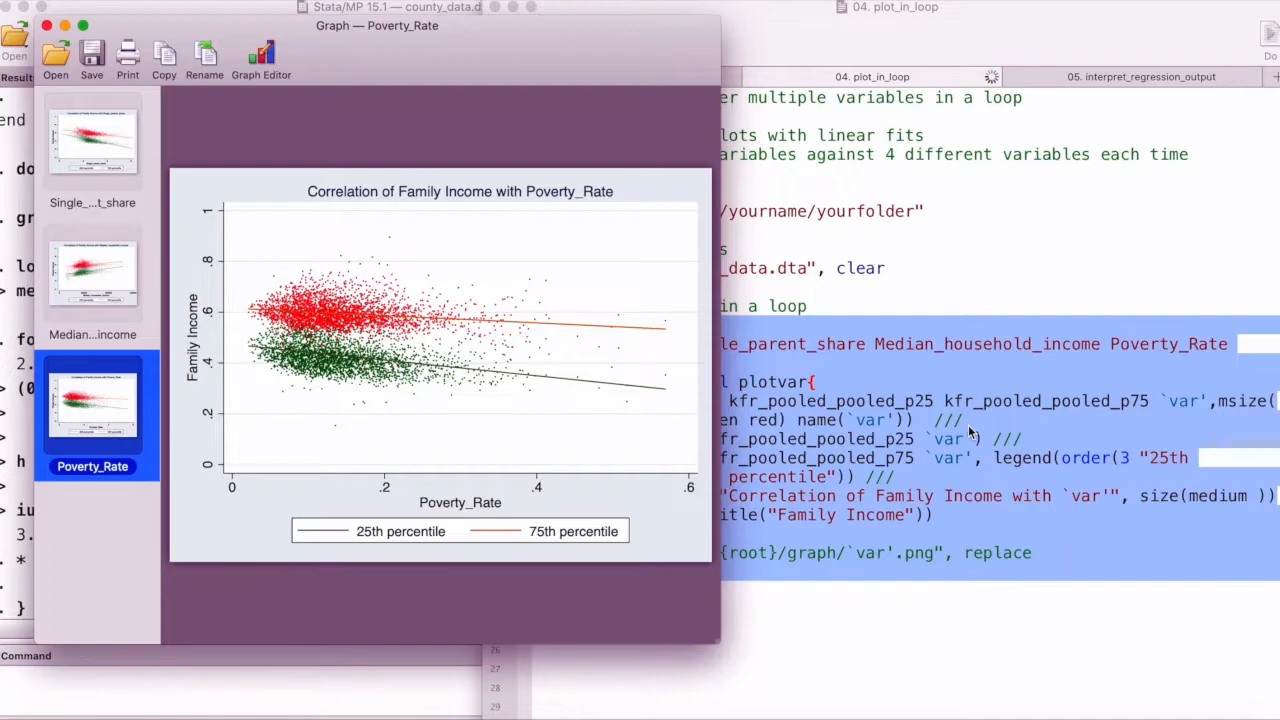 Stata/MP 15.1 — county_data.d
04. plot_in_loop
Graph — Poverty_Rate
Open
Open
Save
Print
Copy
Rename
Graph Editor
Do
Results
04. plot_in_loop
05. interpret_regression_output
Single_...t_share
Median...income
Poverty_Rate
Correlation of Family Income with Poverty_Rate
Family Income
1
.8
.6
.4
.2
0
0
.2
.4
.6
Poverty_Rate
25th percentile
75th percentile
end
. do
. gr
. lo
> me
. fo
2.
> (0
>
>
> h
> iu
3.
. *
.
. }
Command
er multiple variables in a loop
lots with linear fits
ariables against 4 different variables each time
/yourname/yourfolder"
s
_data.dta", clear
in a loop
le_parent_share Median_household_income Poverty_Rate
l plotvar{
kfr_pooled_pooled_p25 kfr_pooled_pooled_p75 `var',msize(
en red) name(`var')) ///
fr_pooled_pooled_p25 `var') ///
fr_pooled_pooled_p75 `var', legend(order(3 "25th
percentile")) ///
"Correlation of Family Income with `var'", size(medium ))
itle("Family Income"))
{root}/graph/`var'.png", replace
26
27
28
29